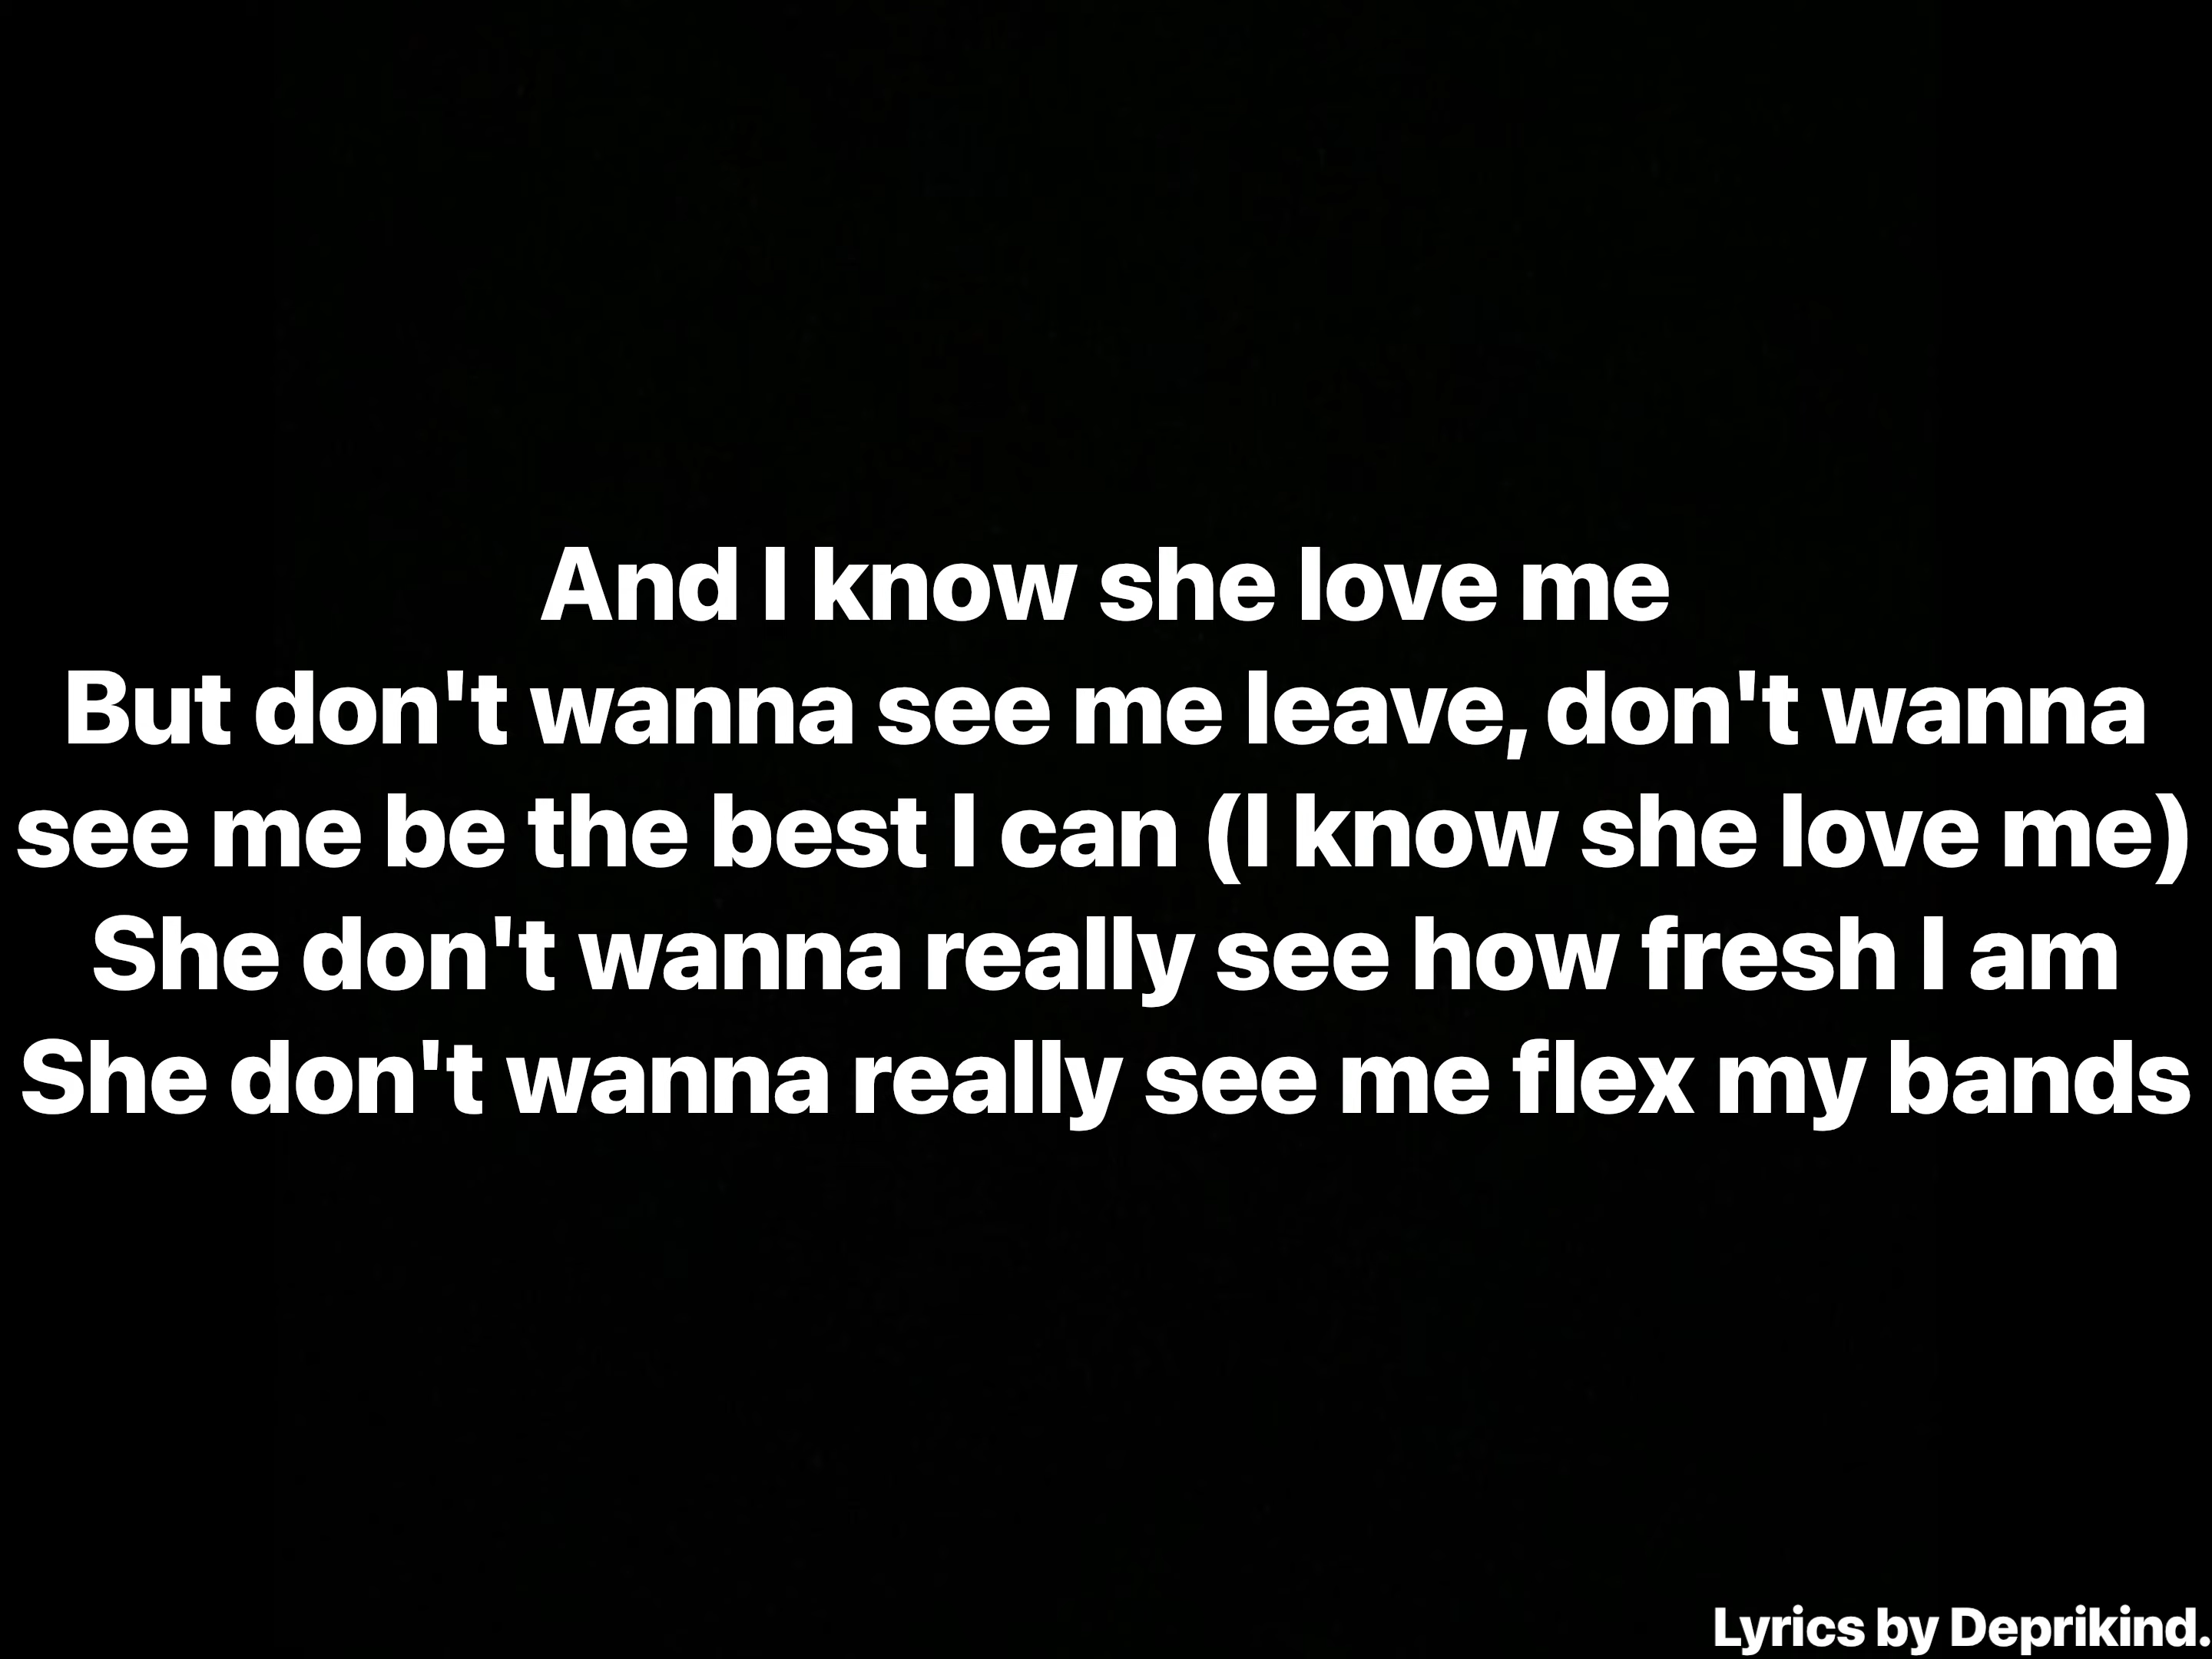 And I know she love me
But don't wanna see me leave, don't wanna
see me be the best I can (I know she love me)
She don't wanna really see how fresh I am
She don't wanna really see me flex my bands
Lyrics by Deprikind.